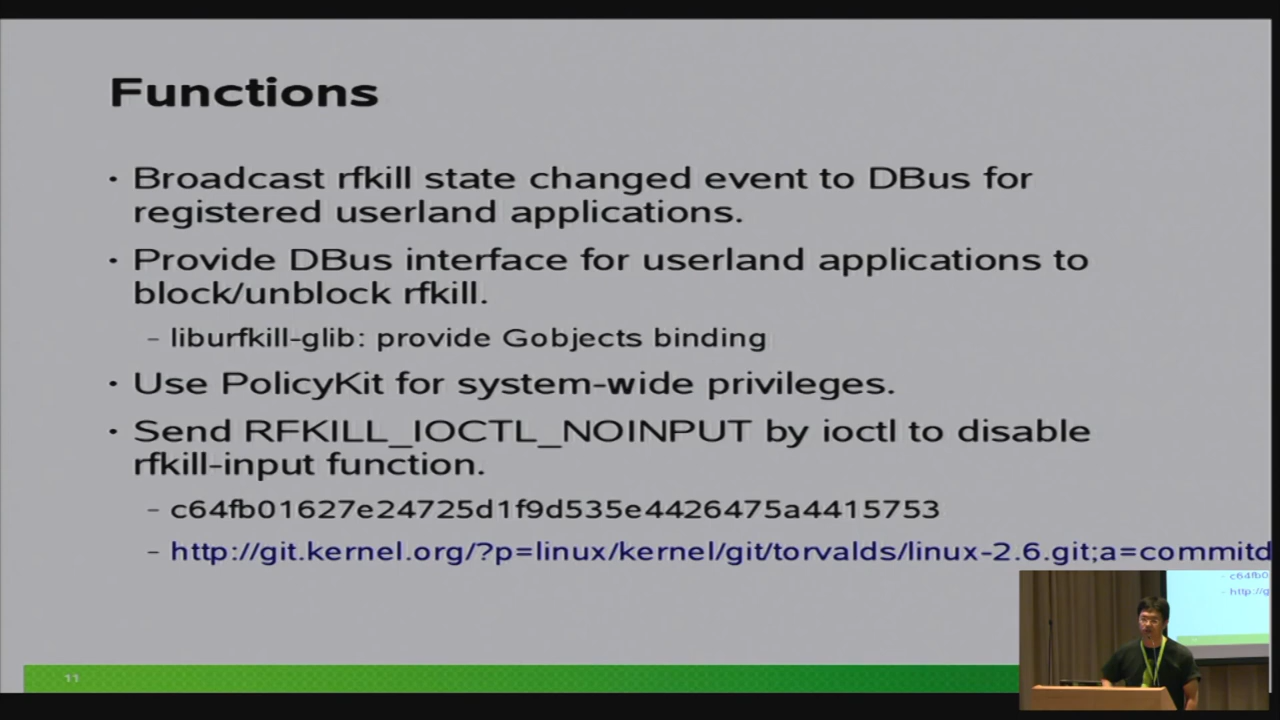 Functions
• Broadcast rfkill state changed event to DBus for
registered userland applications.
• Provide DBus interface for userland applications to
block/unblock rfkill.
– liburfkill-glib: provide Gobjects binding
• Use PolicyKit for system-wide privileges.
• Send RFKILL_IOCTL_NOINPUT by ioctl to disable
rfkill-input function.
– c64fb01627e24725d1f9d535e4426475a4415753
– http://git.kernel.org/?p=linux/kernel/git/torvalds/linux-2.6.git;a=commitd
- c64fb0
- http://g
11